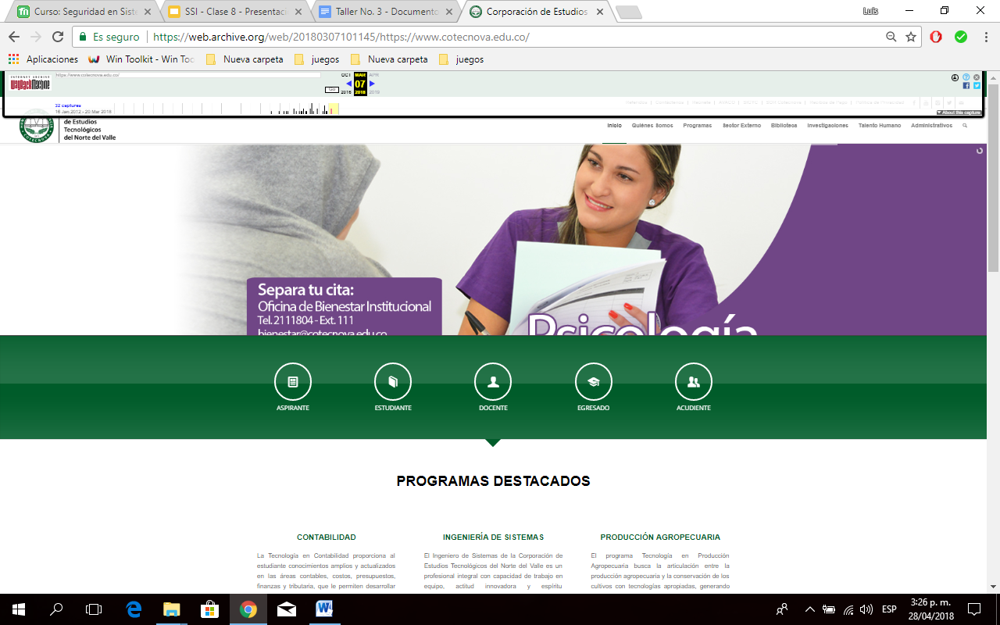 Curso: Seguridad en Siste
SSI - Clase 8 - Presentaci
Taller No. 3 - Documento
Corporación de Estudios
Luis
Es seguro
https://web.archive.org/web/20180307101145/https://www.cotecnova.edu.co/
Aplicaciones
Win Toolkit - Win Too
Nueva carpeta
juegos
Nueva carpeta
juegos
INTERNET ARCHIVE
WayBackMachine
https://www.cotecnova.edu.co/
Go
OCT MAR APR
07
2016 2018 2019
32 captures
16 Jan 2012 - 20 Mar 2018
About this capture
de Estudios
Tecnológicos
del Norte del Valle
COTECNOVA
Inicio
Quiénes Somos
Programas
Sector Externo
Biblioteca
Investigaciones
Talento Humano
Administrativos
Separa tu cita:
Oficina de Bienestar Institucional
Tel. 2111804 - Ext. 111
bienestar@cotecnova.edu.co
Psicología
ASPIRANTE
ESTUDIANTE
DOCENTE
EGRESADO
ACUDIENTE
PROGRAMAS DESTACADOS
CONTABILIDAD
La Tecnología en Contabilidad proporciona al
estudiante conocimientos amplios y actualizados
en las áreas contables, costos, presupuestos,
finanzas y tributaria, que le permiten desarrollar
INGENIERÍA DE SISTEMAS
El Ingeniero de Sistemas de la Corporación de
Estudios Tecnológicos del Norte del Valle es un
profesional integral con capacidad de trabajo en
equipo, actitud innovadora y espíritu
PRODUCCIÓN AGROPECUARIA
El programa Tecnología en Producción
Agropecuaria busca la articulación entre la
producción agropecuaria y la conservación de los
cultivos con tecnologías apropiadas, generando
ESP
3:26 p. m.
28/04/2018